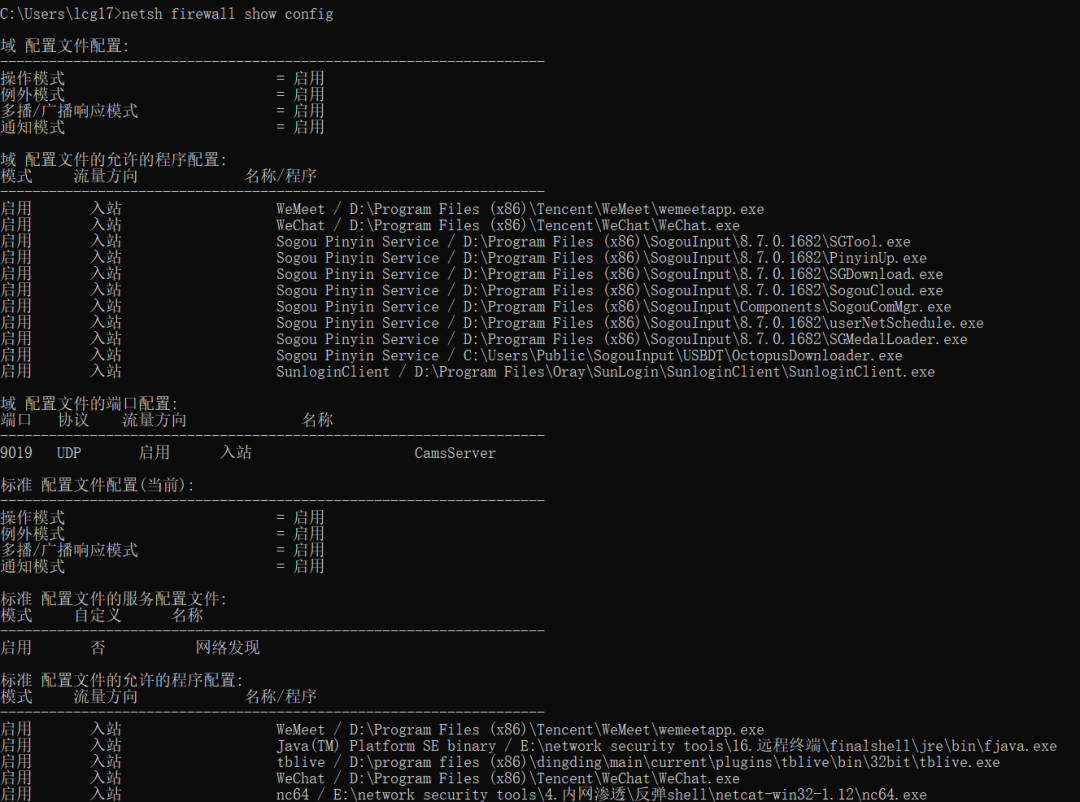 C:\Users\lcg17>netsh firewall show config
域 配置文件配置:
-------------------------------------------------------------------
操作模式 = 启用
例外模式 = 启用
多播/广播响应模式 = 启用
通知模式 = 启用
域 配置文件的允许的程序配置:
模式 流量方向 名称/程序
-------------------------------------------------------------------
启用 入站 WeMeet / D:\Program Files (x86)\Tencent\WeMeet\wemeetapp.exe
启用 入站 WeChat / D:\Program Files (x86)\Tencent\WeChat\WeChat.exe
启用 入站 Sogou Pinyin Service / D:\Program Files (x86)\SogouInput\8.7.0.1682\SGTool.exe
启用 入站 Sogou Pinyin Service / D:\Program Files (x86)\SogouInput\8.7.0.1682\PinyinUp.exe
启用 入站 Sogou Pinyin Service / D:\Program Files (x86)\SogouInput\8.7.0.1682\SGDownload.exe
启用 入站 Sogou Pinyin Service / D:\Program Files (x86)\SogouInput\8.7.0.1682\SogouCloud.exe
启用 入站 Sogou Pinyin Service / D:\Program Files (x86)\SogouInput\Components\SogouComMgr.exe
启用 入站 Sogou Pinyin Service / D:\Program Files (x86)\SogouInput\8.7.0.1682\userNetSchedule.exe
启用 入站 Sogou Pinyin Service / D:\Program Files (x86)\SogouInput\8.7.0.1682\SGMedalLoader.exe
启用 入站 Sogou Pinyin Service / C:\Users\Public\SogouInput\USBDT\OctopusDownloader.exe
启用 入站 SunloginClient / D:\Program Files\Oray\SunLogin\SunloginClient\SunloginClient.exe
域 配置文件的端口配置:
端口 协议 流量方向 名称
-------------------------------------------------------------------
9019 UDP 启用 入站 CamsServer
标准 配置文件配置(当前):
-------------------------------------------------------------------
操作模式 = 启用
例外模式 = 启用
多播/广播响应模式 = 启用
通知模式 = 启用
标准 配置文件的服务配置文件:
模式 自定义 名称
-------------------------------------------------------------------
启用 否 网络发现
标准 配置文件的允许的程序配置:
模式 流量方向 名称/程序
-------------------------------------------------------------------
启用 入站 WeMeet / D:\Program Files (x86)\Tencent\WeMeet\wemeetapp.exe
启用 入站 Java(TM) Platform SE binary / E:\network security tools\16.远程终端\finalshell\jre\bin\fjava.exe
启用 入站 tblive / D:\program files (x86)\dingding\main\current\plugins\tblive\bin\32bit\tblive.exe
启用 入站 WeChat / D:\Program Files (x86)\Tencent\WeChat\WeChat.exe
启用 入站 nc64 / E:\network security tools\4.内网渗透\反弹shell\netcat-win32-1.12\nc64.exe